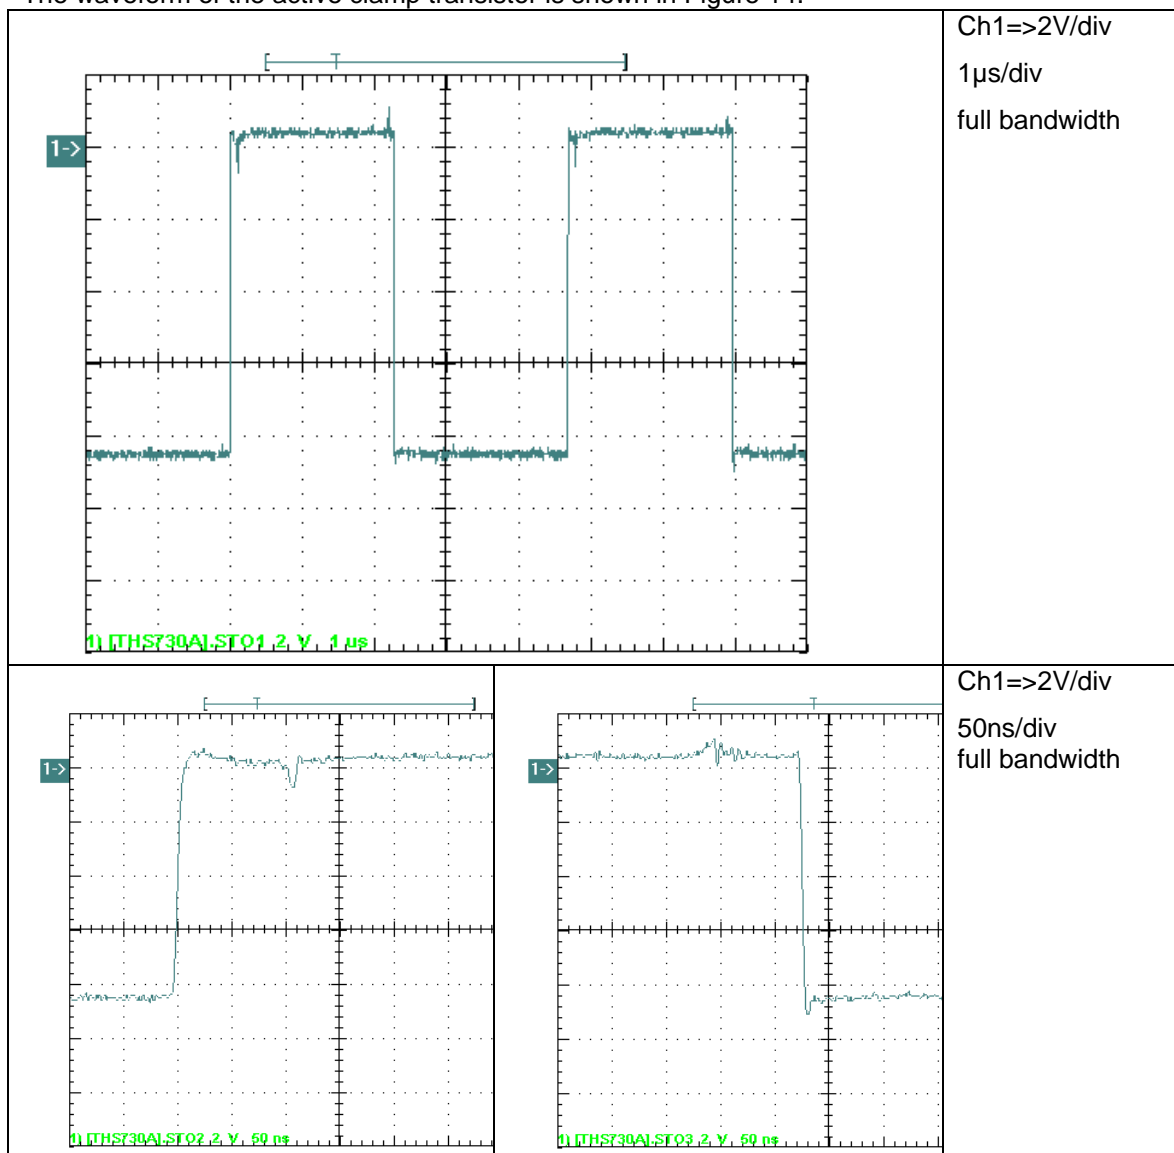 The waveform of the active clamp transistor is shown in Figure 14.
Ch1=>2V/div
1µs/div
full bandwidth
1->
1) [THS730A].STO1 2 V 1 us
Ch1=>2V/div
50ns/div
full bandwidth
1->
1) [THS730A].STO2 2 V 50 ns
1->
1) [THS730A].STO3 2 V 50 ns